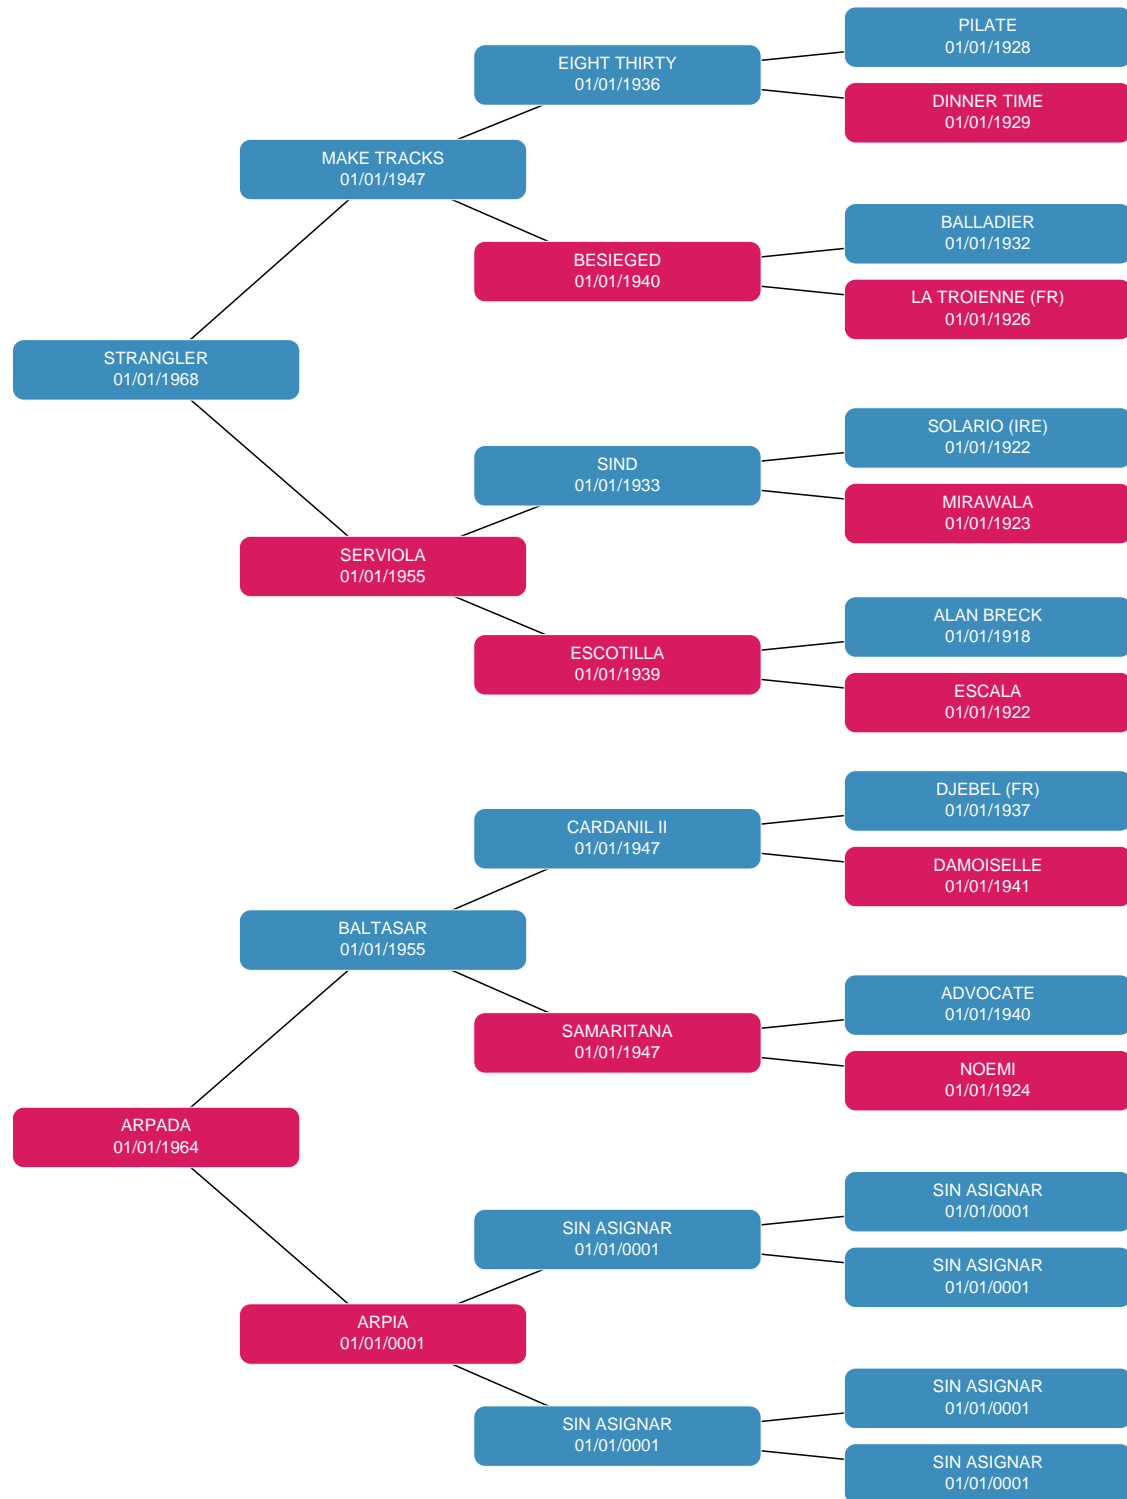 PILATE
01/01/1928
EIGHT THIRTY
01/01/1936
DINNER TIME
01/01/1929
MAKE TRACKS
01/01/1947
BALLADIER
01/01/1932
BESIEGED
01/01/1940
LA TROIENNE (FR)
01/01/1926
STRANGLER
01/01/1968
SOLARIO (IRE)
01/01/1922
SIND
01/01/1933
MIRAWALA
01/01/1923
SERVIOLA
01/01/1955
ALAN BRECK
01/01/1918
ESCOTILLA
01/01/1939
ESCALA
01/01/1922
DJEBEL (FR)
01/01/1937
CARDANIL II
01/01/1947
DAMOISELLE
01/01/1941
BALTASAR
01/01/1955
ADVOCATE
01/01/1940
SAMARITANA
01/01/1947
NOEMI
01/01/1924
ARPADA
01/01/1964
SIN ASIGNAR
01/01/0001
SIN ASIGNAR
01/01/0001
SIN ASIGNAR
01/01/0001
ARPIA
01/01/0001
SIN ASIGNAR
01/01/0001
SIN ASIGNAR
01/01/0001
SIN ASIGNAR
01/01/0001